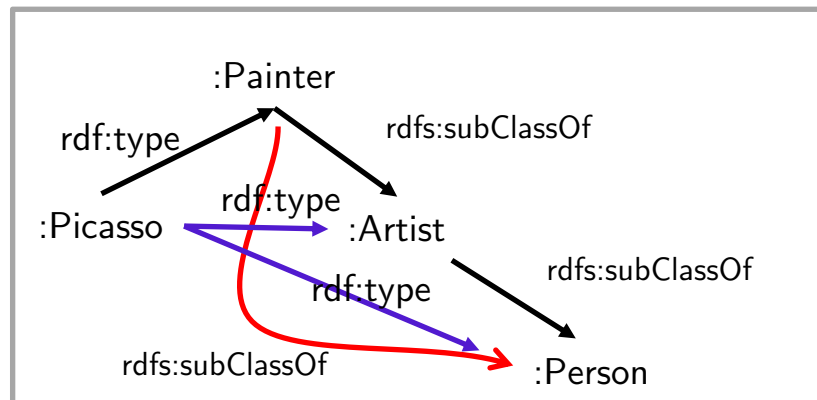 :Painter
rdfs:subClassOf
rdf:type
rdf:type
:Picasso
:Artist
rdfs:subClassOf
rdf:type
rdfs:subClassOf
:Person